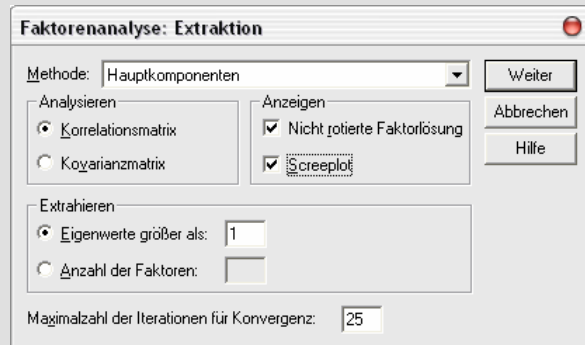 Faktorenanalyse: Extraktion
Methode: Hauptkomponenten
Weiter
Analysieren
Korrelationsmatrix
Kovarianzmatrix
Anzeigen
Nicht rotierte Faktorlösung
Screeplot
Abbrechen
Hilfe
Extrahieren
Eigenwerte größer als: 1
Anzahl der Faktoren:
Maximalzahl der Iterationen für Konvergenz: 25